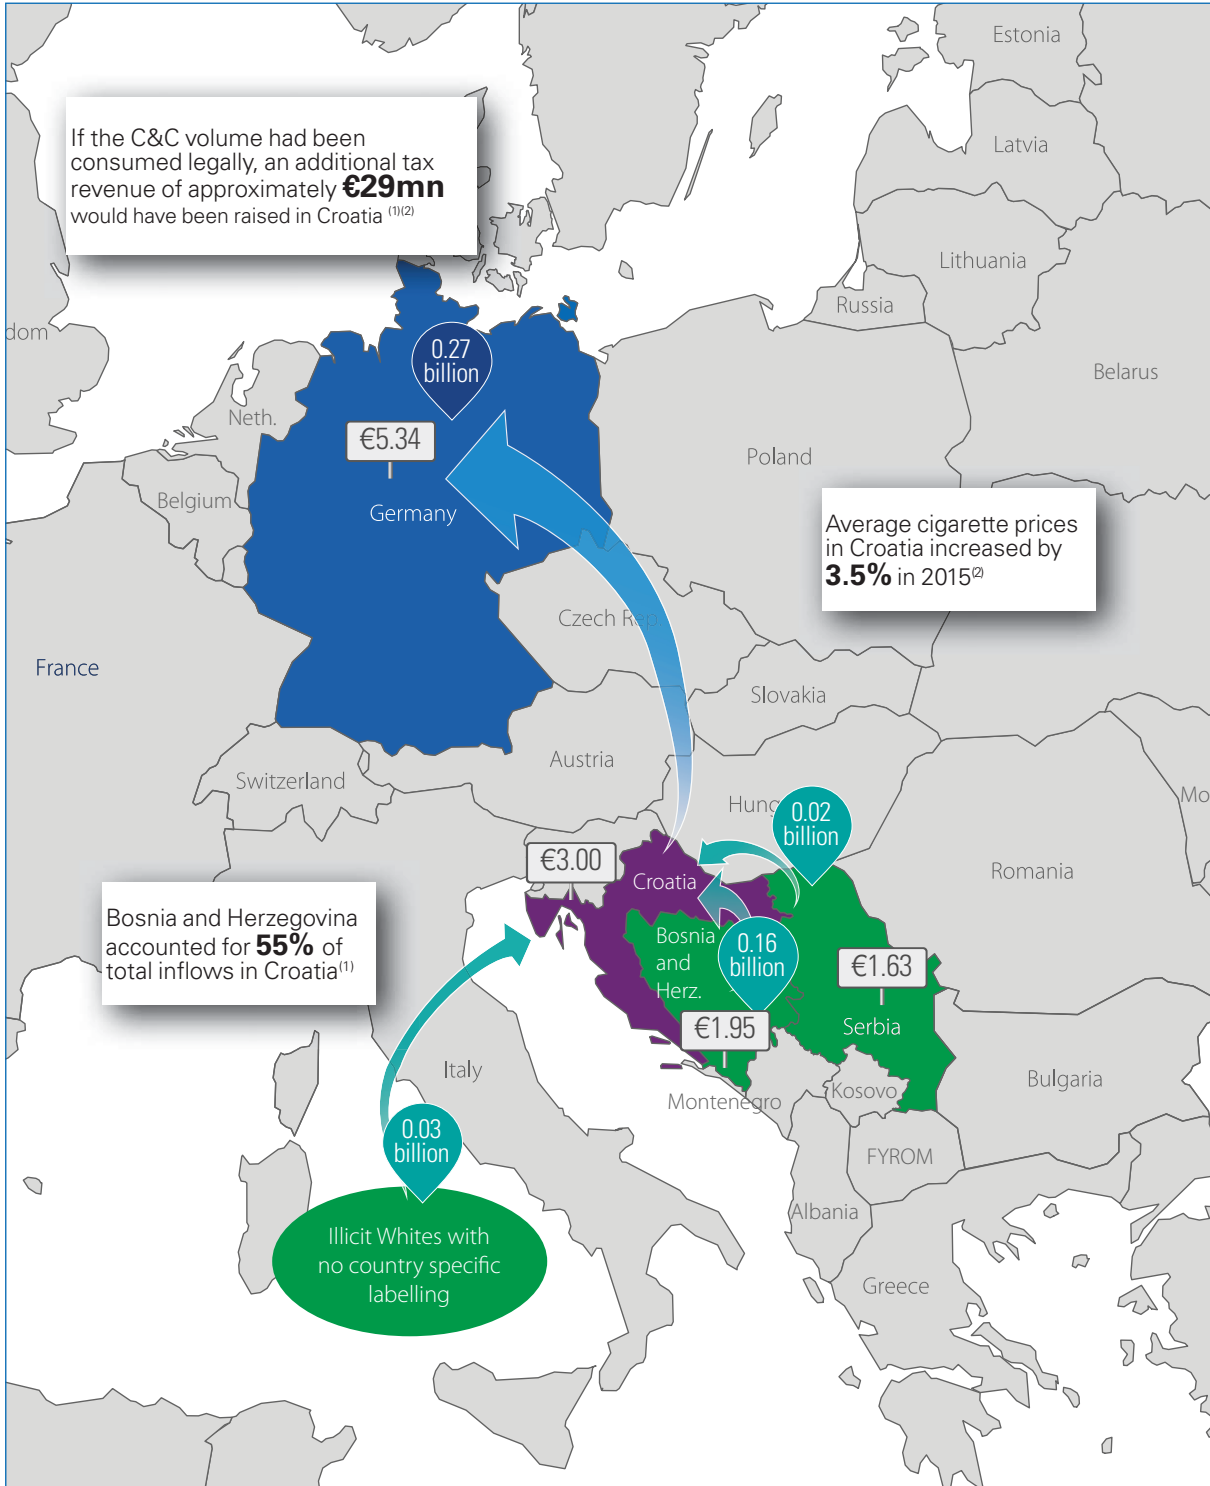 Estonia
If the C&C volume had been
consumed legally, an additional tax
revenue of approximately €29mn
would have been raised in Croatia (1)(2)
Latvia
Lithuania
Russia
dom
0.27
billion
Belarus
Neth.
€5.34
Poland
Belgium
Germany
Average cigarette prices
in Croatia increased by
3.5% in 2015(2)
Czech Rep.
France
Slovakia
Austria
Switzerland
Hung
Mo
0.02
billion
€3.00
Romania
Croatia
Bosnia and Herzegovina
accounted for 55% of
total inflows in Croatia(1)
Bosnia
and
Herz.
0.16
billion
€1.63
€1.95
Serbia
Italy
Bulgaria
Kosovo
Montenegro
0.03
billion
FYROM
Albania
Illicit Whites with
no country specific
labelling
Greece